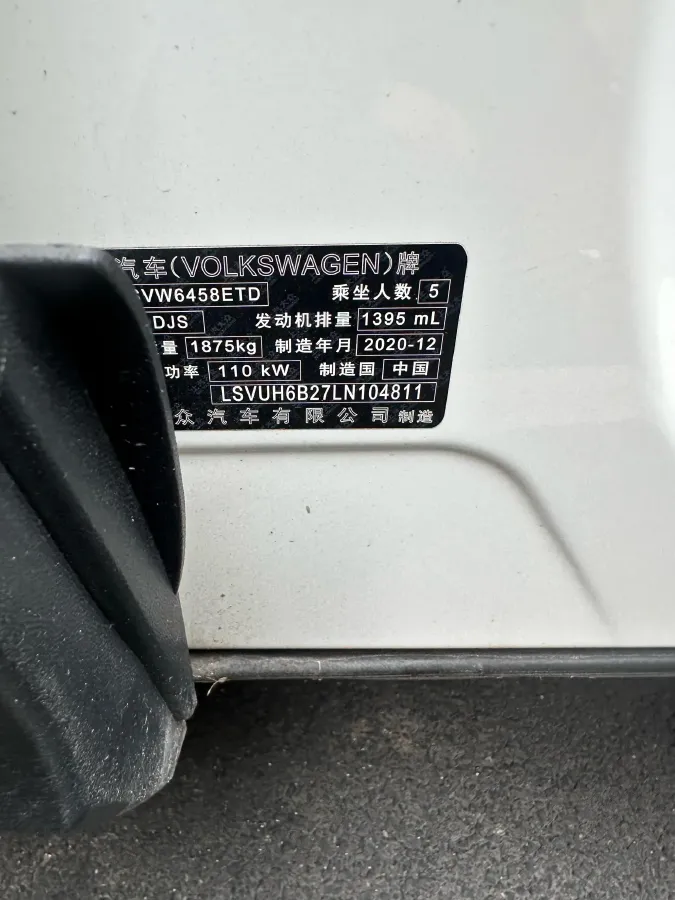 汽车(VOLKSWAGEN)牌
SVW6458ETD 乘坐人数 5
DJS 发动机排量 1395 mL
量 1875kg 制造年月 2020-12
功率 110 kW 制造国 中国
LSVUH6B27LN104811
众汽车有限公司 制造